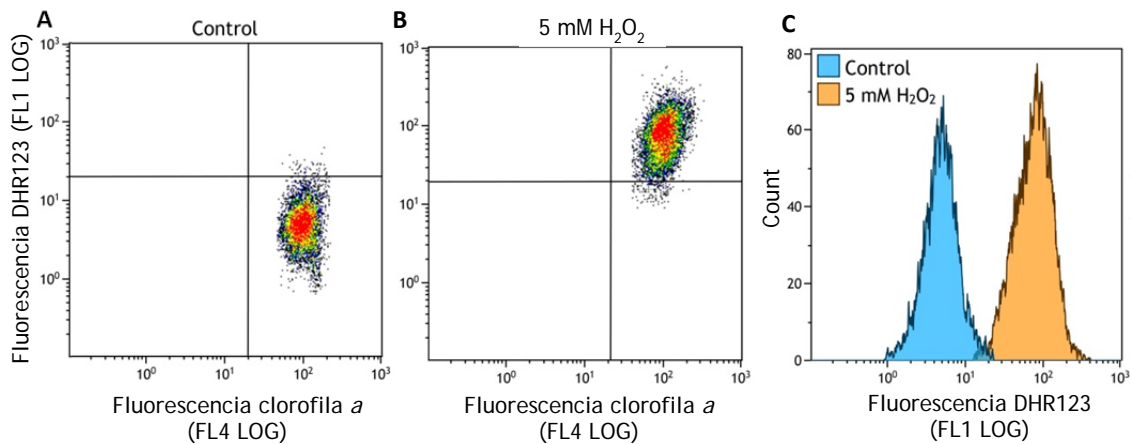 A
Control
Fluorescencia DHR123 (FL1 LOG)
10³
10²
10¹
10⁰
10⁰
10¹
10²
10³
Fluorescencia clorofila a
(FL4 LOG)
B
5 mM H₂O₂
10³
10²
10¹
10⁰
10⁰
10¹
10²
10³
Fluorescencia clorofila a
(FL4 LOG)
C
Control
5 mM H₂O₂
Count
80
60
40
20
0
10⁰
10¹
10²
10³
Fluorescencia DHR123
(FL1 LOG)